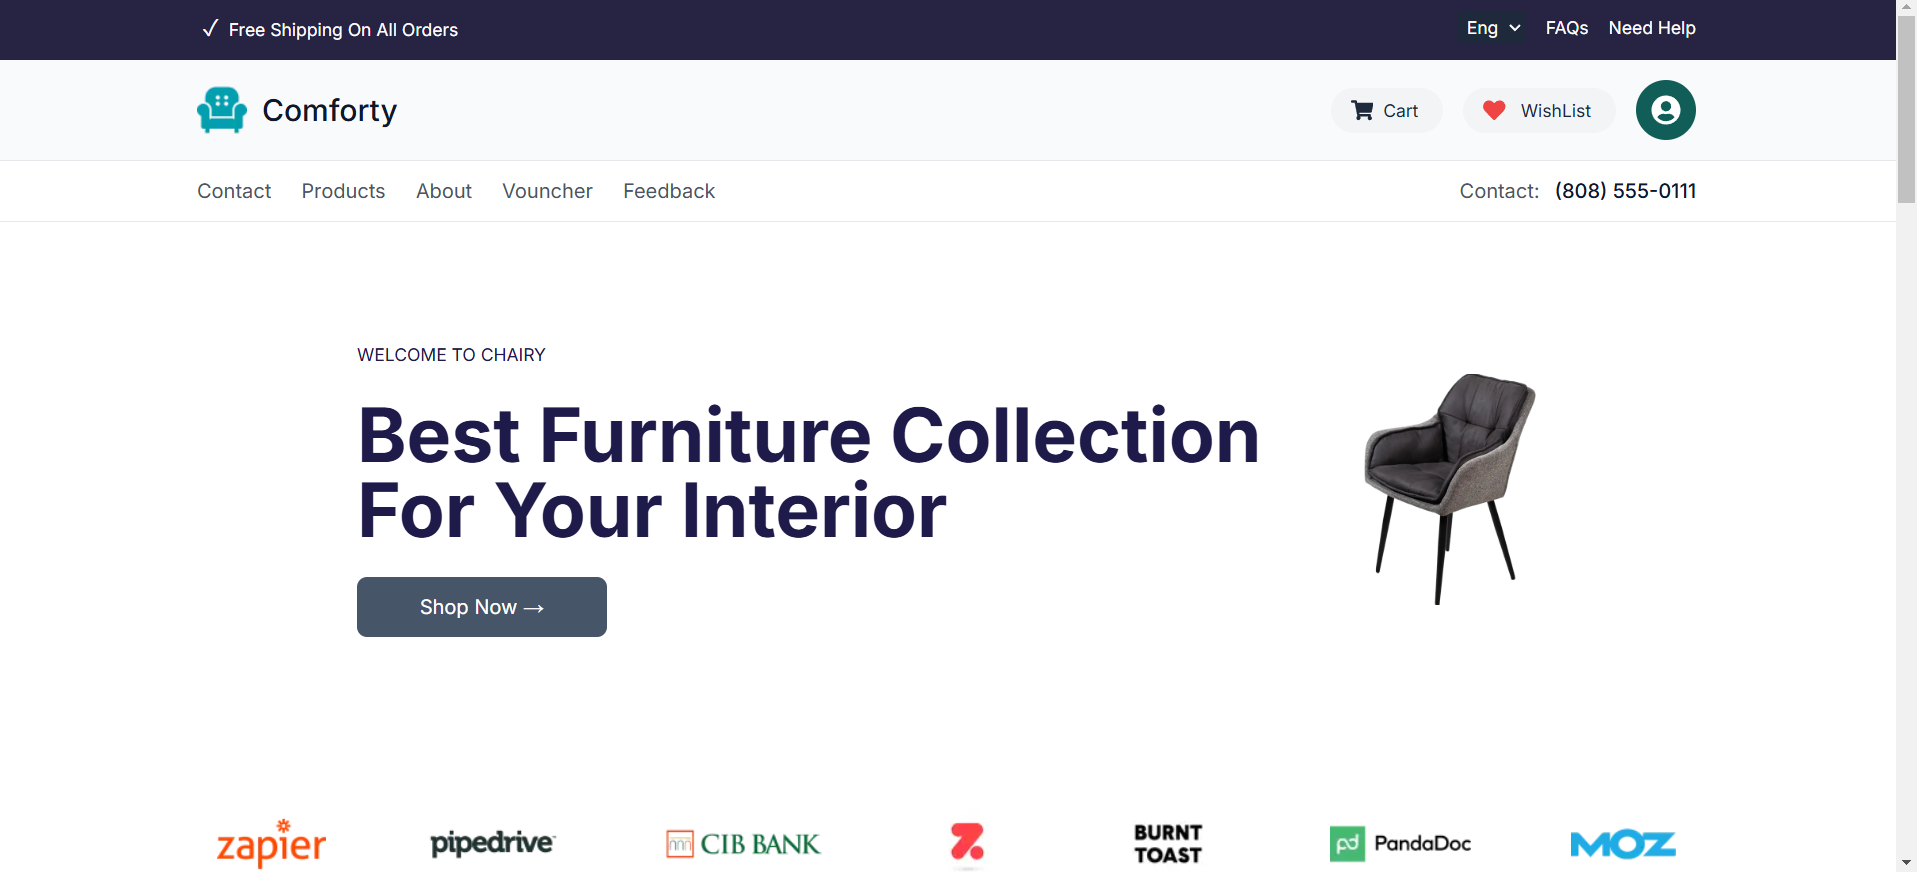 ✓ Free Shipping On All Orders
Eng FAQs Need Help
Comforty
Cart WishList
Contact Products About Vouncher Feedback
Contact: (808) 555-0111
WELCOME TO CHAIRY
Best Furniture Collection
For Your Interior
Shop Now →
zapier
pipedrive
CIB BANK
BURNT
TOAST
pd PandaDoc
MOZ